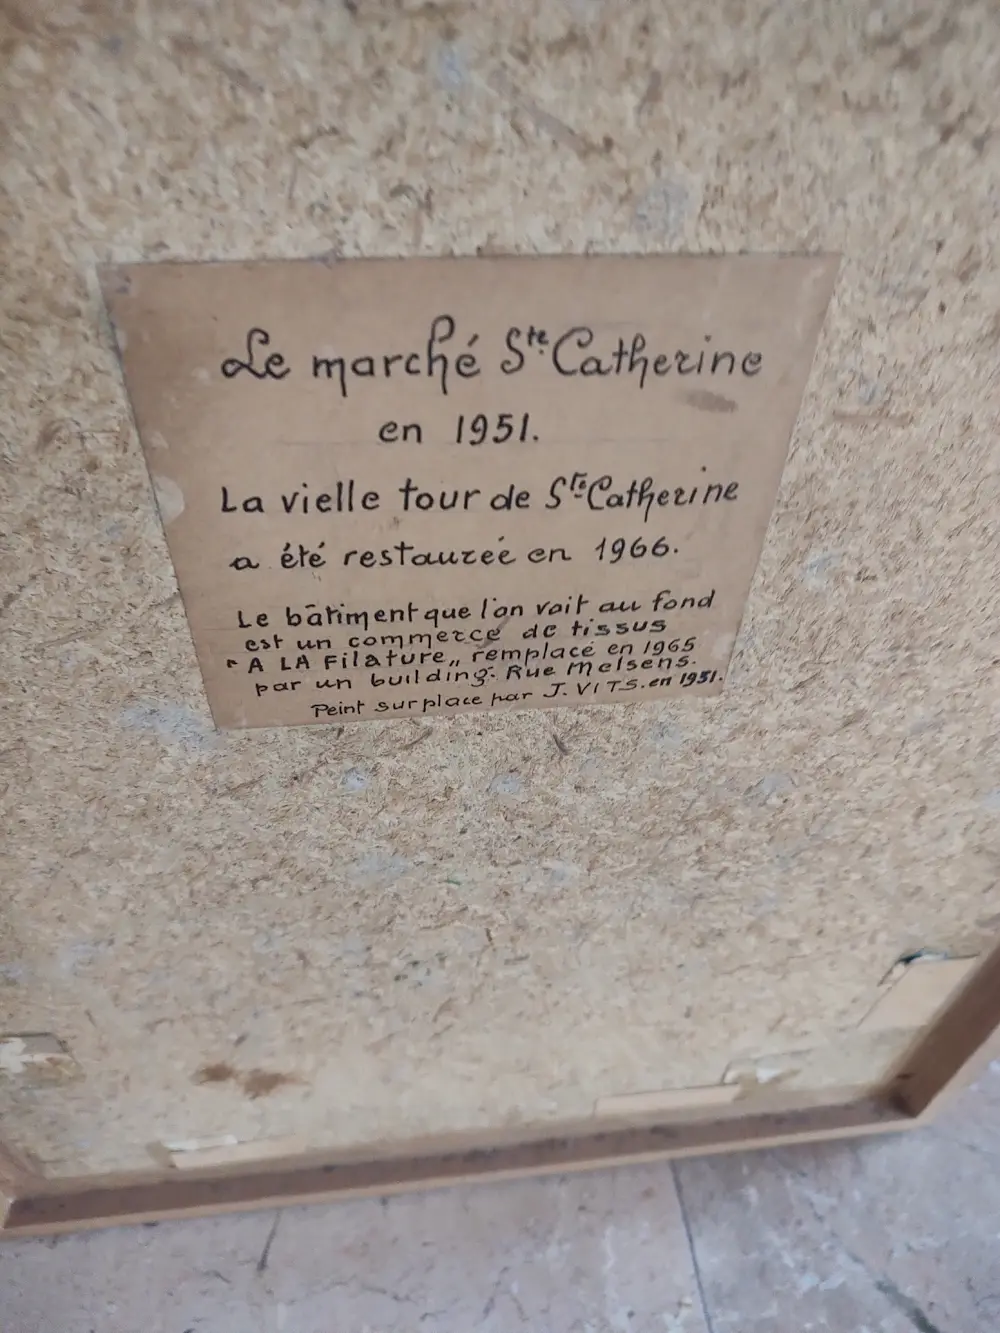 Le marché Ste. Catherine
en 1951.
La vielle tour de Ste. Catherine
a été restaurée en 1966.
Le bâtiment que l'on voit au fond
est un commerce de tissus
"A LA Filature„ remplacé en 1965
par un building. Rue Melsens.
Peint sur place par J. VITS. en 1951.